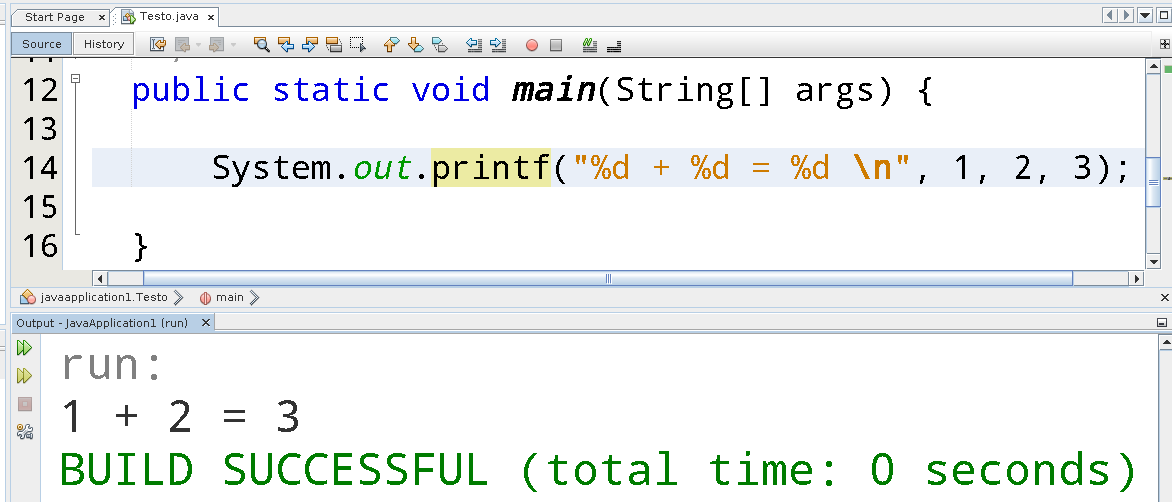 Start Page Testo.java
Source History
12 public static void main(String[] args) {
13
14 System.out.printf("%d + %d = %d \n", 1, 2, 3);
15
16 }
javaapplication1.Testo main
Output - JavaApplication1 (run)
run:
1 + 2 = 3
BUILD SUCCESSFUL (total time: 0 seconds)